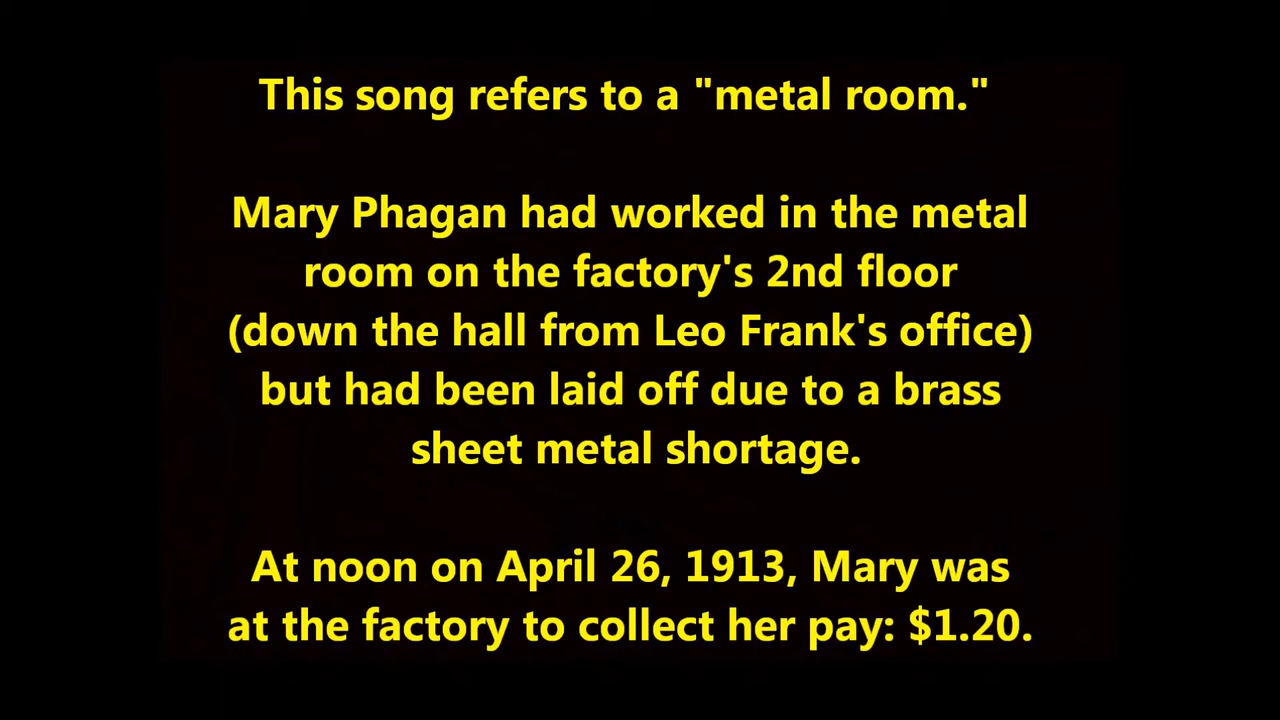 This song refers to a "metal room."
Mary Phagan had worked in the metal
room on the factory's 2nd floor
(down the hall from Leo Frank's office)
but had been laid off due to a brass
sheet metal shortage.
At noon on April 26, 1913, Mary was
at the factory to collect her pay: $1.20.